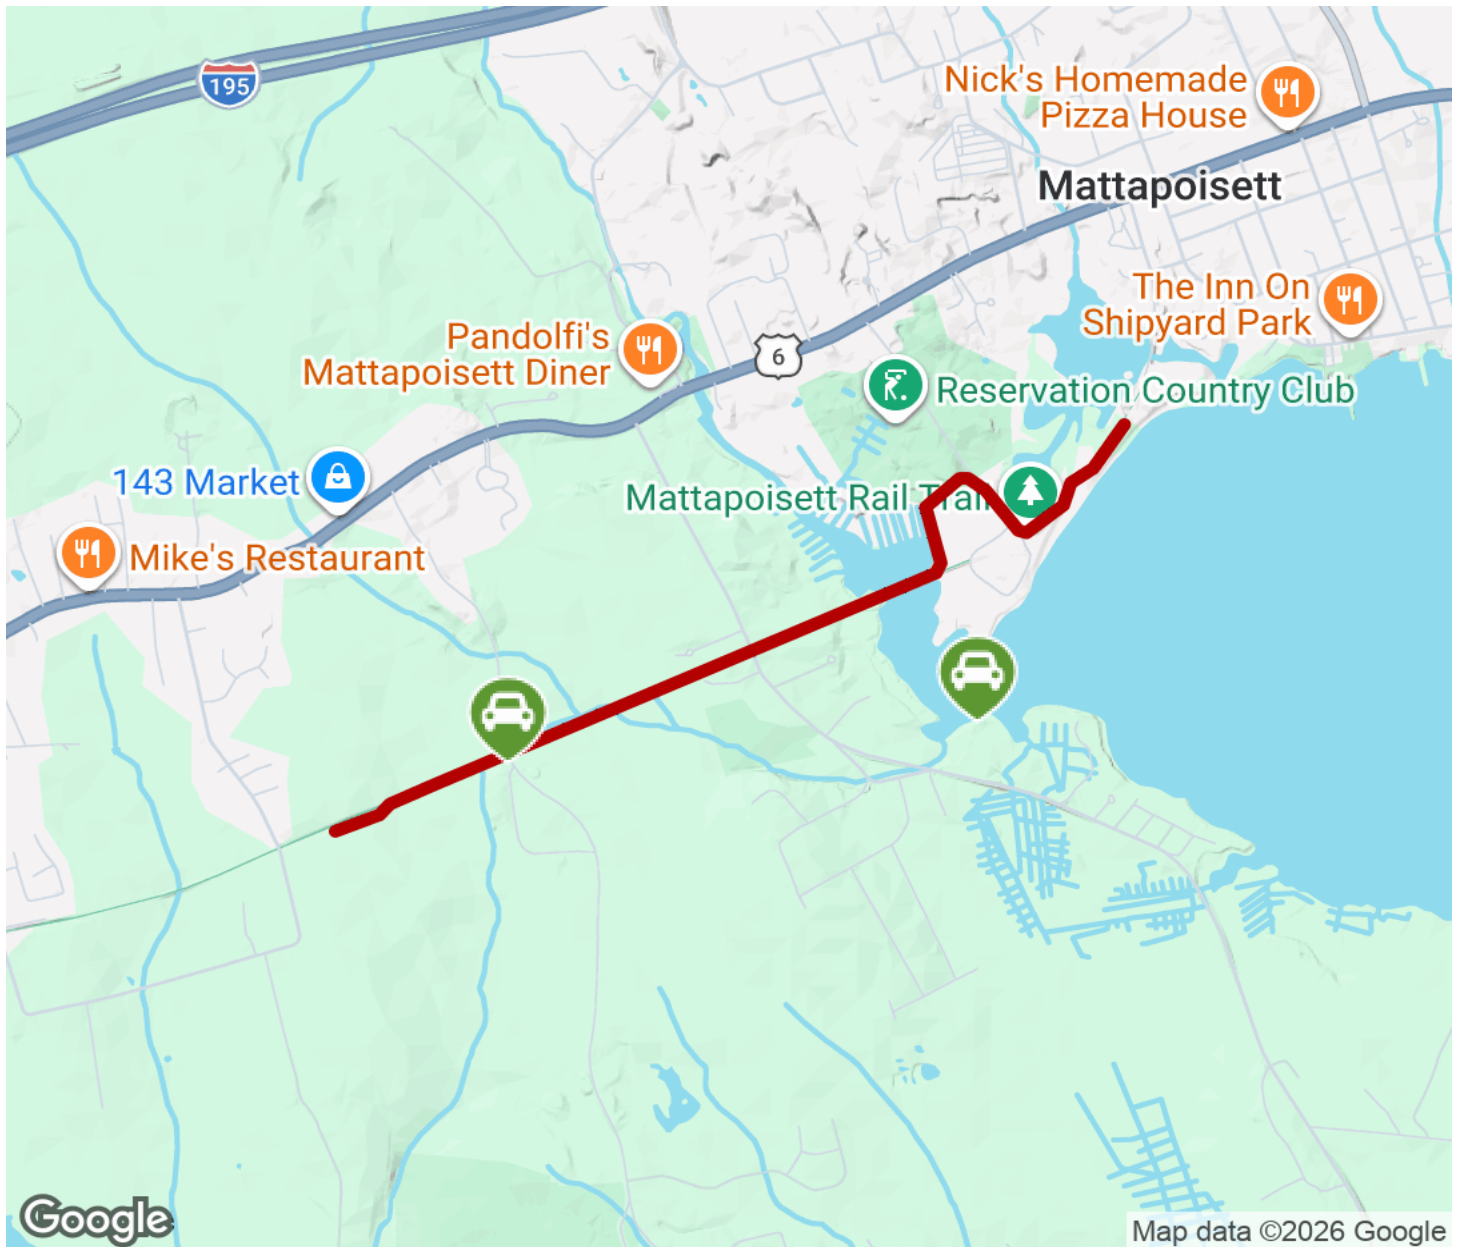 195
Nick's Homemade
Pizza House
Mattapoisett
The Inn On
Shipyard Park
Pandolfi's
Mattapoisett Diner
6
Reservation Country Club
143 Market
Mattapoisett Rail Trail
Mike's Restaurant
Google
Map data ©2026 Google